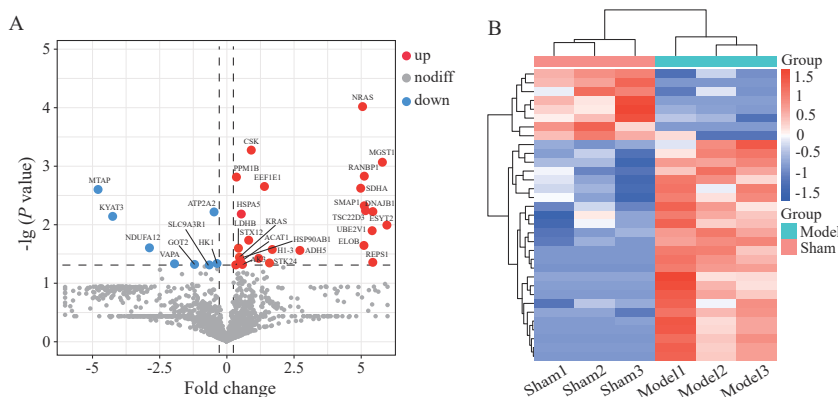 A
B
5
4
3
2
1
0
-lg (P value)
-5
-2.5
0
2.5
5
Fold change
up
nodiff
down
NRAS
CSK
MGST1
PPM1B
RANBP1
EEF1E1
SDHA
MTAP
SMAP1
DNAJB1
KYAT3
ATP2A2
HSPA5
TSC22D3
ESYT2
SLC9A3R1
LDHB
KRAS
UBE2V1
NDUFA12
GOT2
HK1
STX12
ACAT1
HSP90AB1
ELOB
VAPA
H1-3
ADH5
STK24
REPS1
Group
1.5
1
0.5
0
-0.5
-1
-1.5
Group
Model
Sham
Sham1
Sham2
Sham3
Model1
Model2
Model3